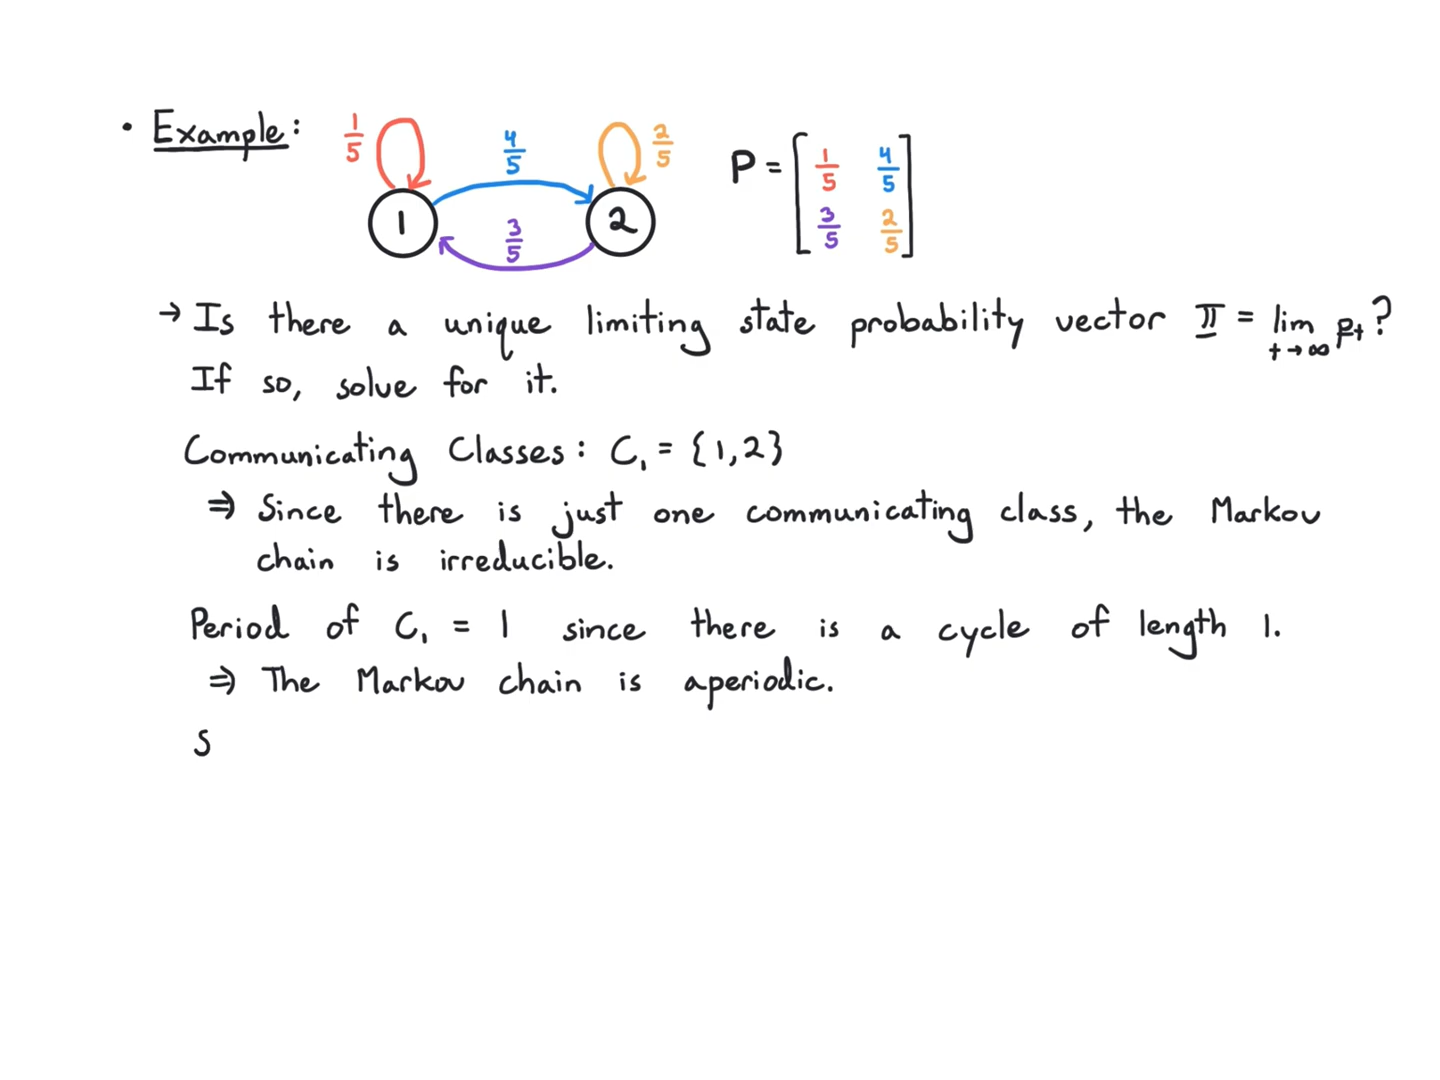 • Example: 1/5 4/5 2/5 1 2 3/5 P = [1/5 4/5 3/5 2/5]
→ Is there a unique limiting state probability vector π = lim t→∞ pt?
If so, solve for it.
Communicating Classes: C₁ = {1,2}
⇒ Since there is just one communicating class, the Markov
chain is irreducible.
Period of C₁ = 1 since there is a cycle of length 1.
⇒ The Markov chain is aperiodic.
S